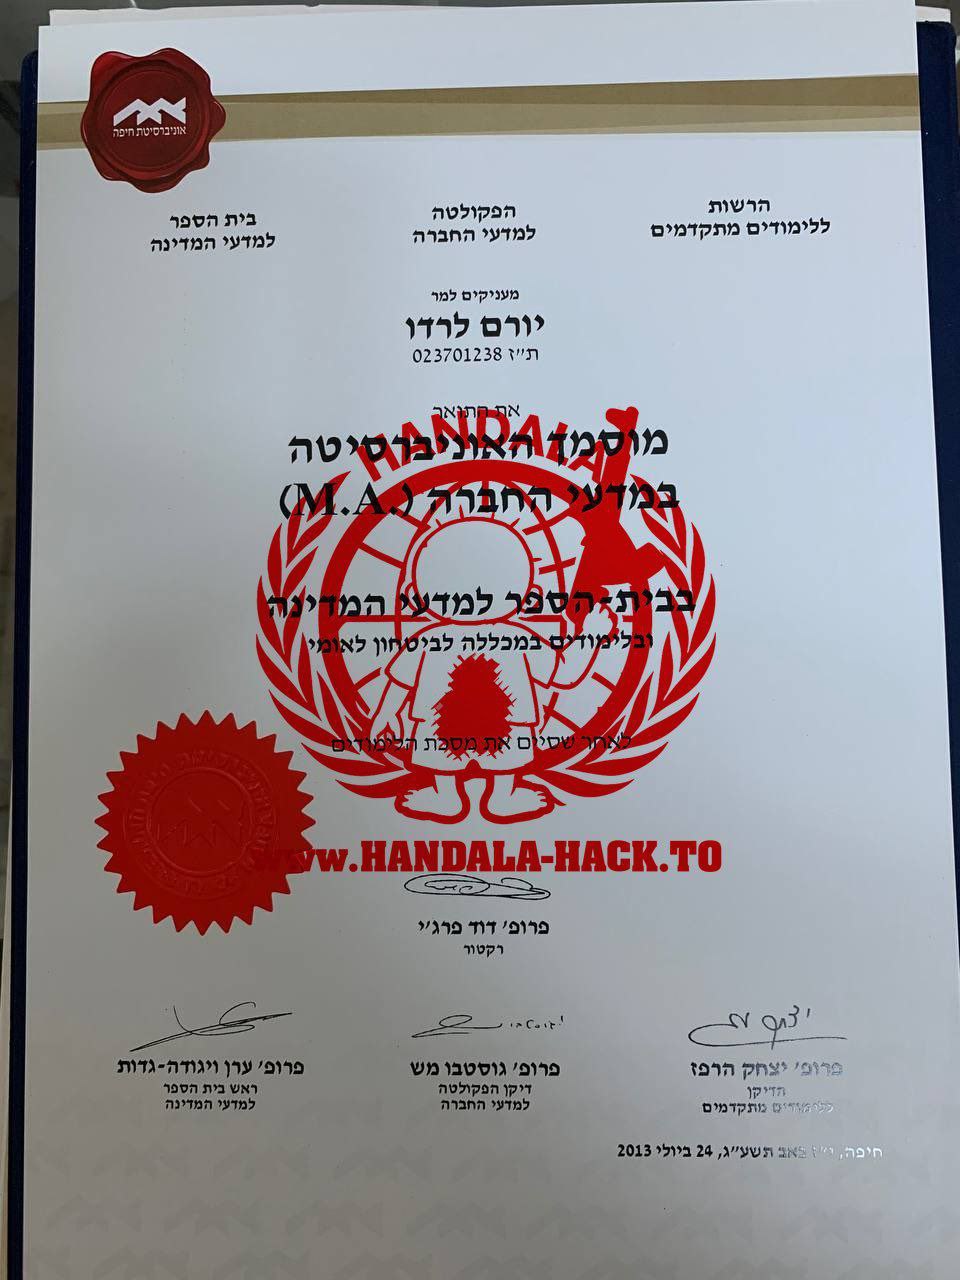 אוניברסיטת חיפה
הרשות
ללימודים מתקדמים
הפקולטה
למדעי החברה
בית הספר
למדעי המדינה
מעניקים למר
יורם לרדו
ת"ז 023701238
את התואר
HANDALA
מוסמך האוניברסיטה
במדעי החברה (M.A.)
בבית-הספר למדעי המדינה
ובלימודים במכללה לביטחון לאומי
לאחר שסיים את מסכת הלימודים
www.HANDALA-HACK.TO
פרופ' דוד פרג'י
רקטור
פרופ' יצחק הרפז
הדיקן
ללימודים מתקדמים
פרופ' גוסטבו מש
דיקן הפקולטה
למדעי החברה
פרופ' ערן ויגודה-גדות
ראש בית הספר
למדעי המדינה
חיפה, באב תשע"ג, 24 ביולי 2013